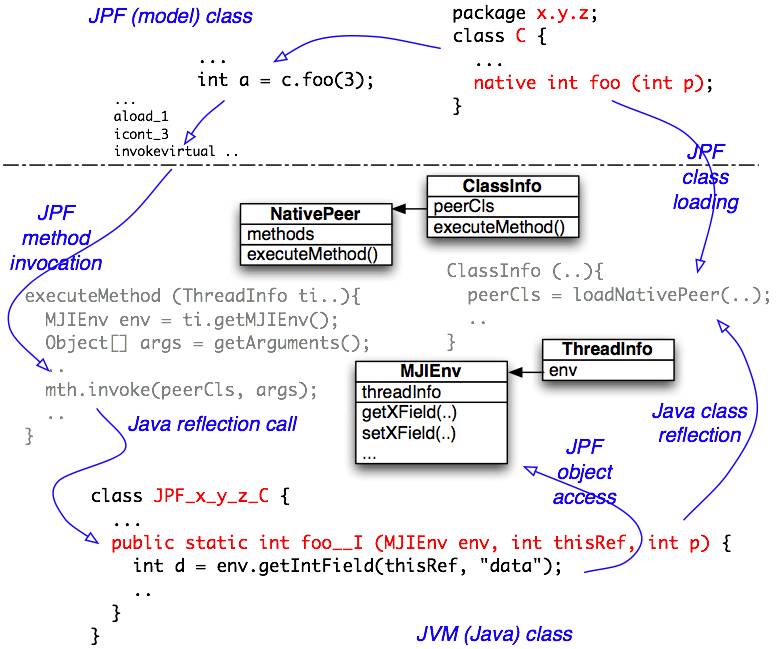 JPF (model) class
package x.y.z;
class C {
...
native int foo (int p);
}
...
int a = c.foo(3);
...
aload_1
icont_3
invokevirtual ..
JPF
class
loading
JPF
method
invocation
NativePeer
methods
executeMethod()
ClassInfo
peerCls
executeMethod()
ClassInfo (..){
peerCls = loadNativePeer(..);
..
}
executeMethod (ThreadInfo ti..){
MJIEnv env = ti.getMJIEnv();
Object[] args = getArguments();
..
mth.invoke(peerCls, args);
..
}
MJIEnv
threadInfo
getXField(..)
setXField(..)
...
ThreadInfo
env
Java reflection call
Java class
reflection
JPF
object
access
class JPF_x_y_z_C {
...
public static int foo__I (MJIEnv env, int thisRef, int p) {
int d = env.getIntField(thisRef, "data");
..
}
}
JVM (Java) class